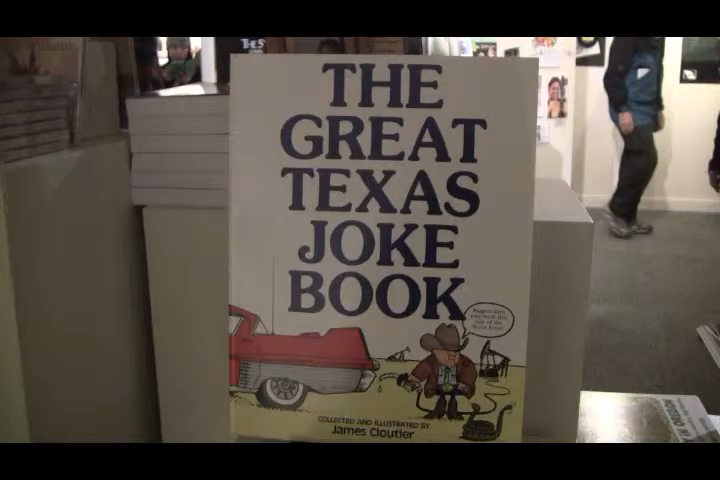 THE
GREAT
TEXAS
JOKE
BOOK
COLLECTED AND ILLUSTRATED BY
James Cloutier